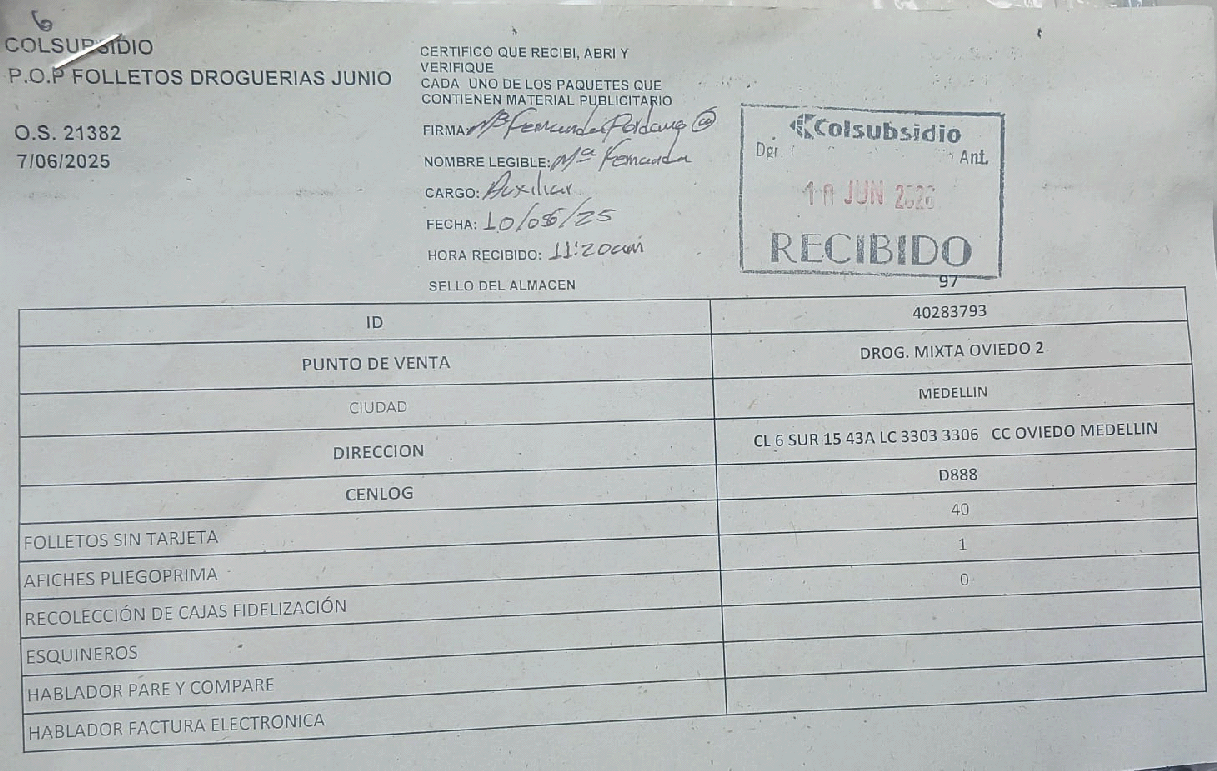 COLSUBSIDIO
P.O.P FOLLETOS DROGUERIAS JUNIO
O.S. 21382
7/06/2025
CERTIFICO QUE RECIBI, ABRI Y
VERIFIQUE
CADA UNO DE LOS PAQUETES QUE
CONTIENEN MATERIAL PUBLICITARIO
FIRMA: Mª Fernanda
NOMBRE LEGIBLE: Mª Fernanda
CARGO: Auxiliar
FECHA: 10/06/25
HORA RECIBIDO: 11:20am
SELLO DEL ALMACEN
Colsubsidio
Ant.
JUN
RECIBIDO
97
ID 40283793
PUNTO DE VENTA DROG. MIXTA OVIEDO 2
CIUDAD MEDELLIN
DIRECCION CL 6 SUR 15 43A LC 3303 3306 CC OVIEDO MEDELLIN
CENLOG D888
FOLLETOS SIN TARJETA 40
AFICHES PLIEGOPRIMA 1
RECOLECCIÓN DE CAJAS FIDELIZACIÓN 0
ESQUINEROS
HABLADOR PARE Y COMPARE
HABLADOR FACTURA ELECTRONICA